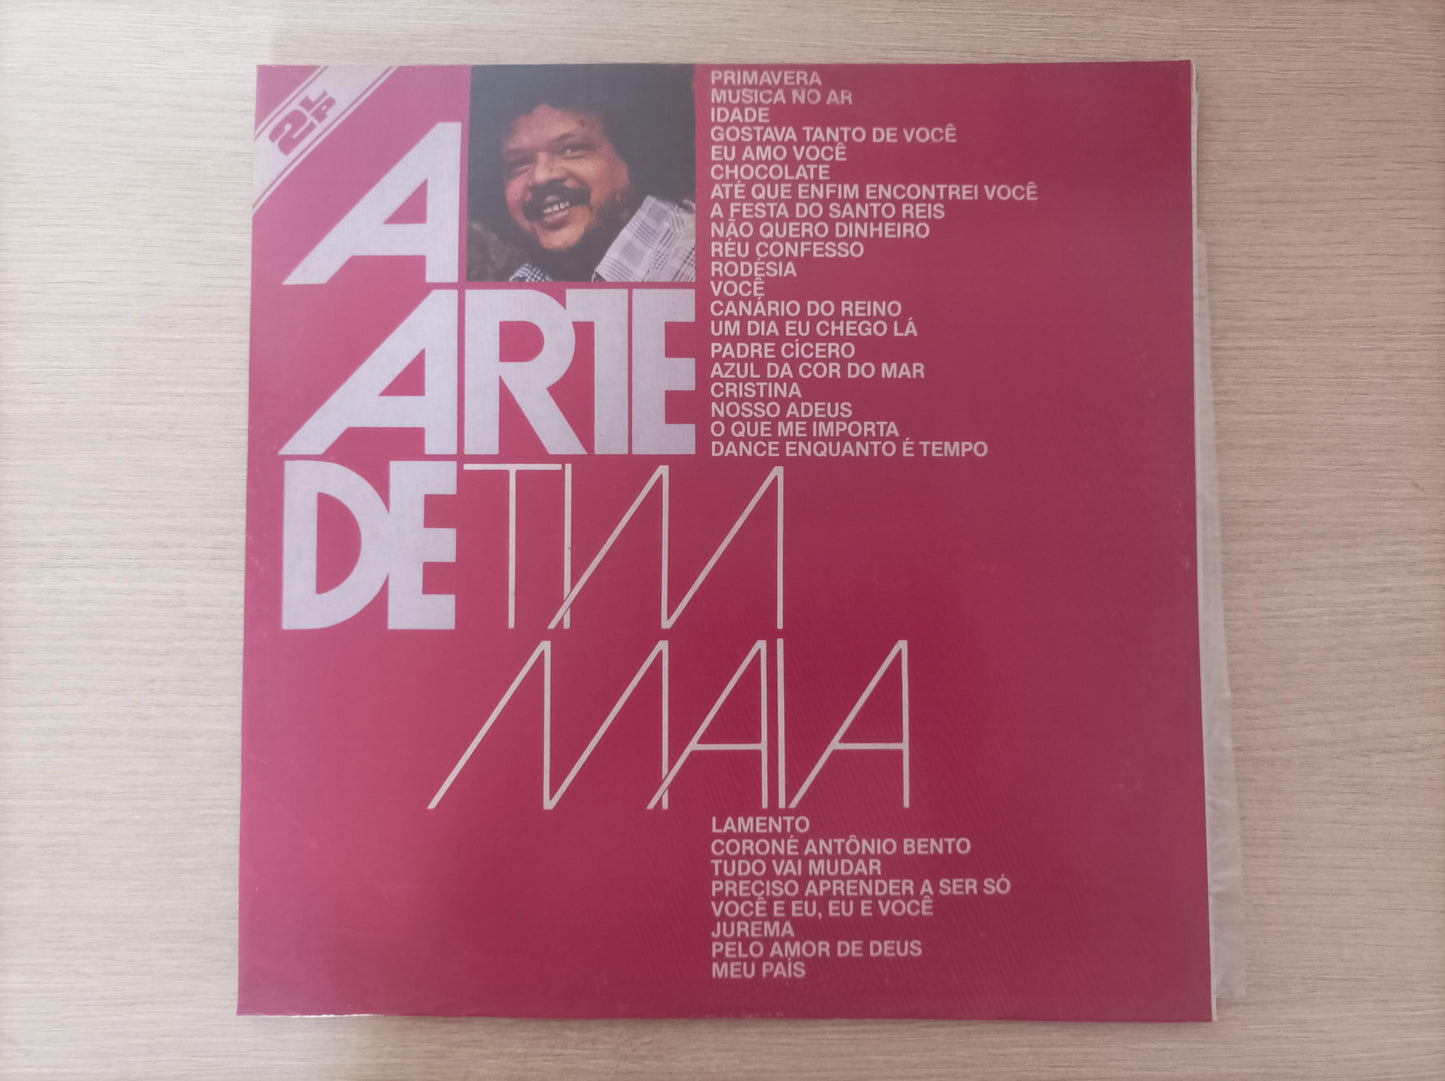 2LP
A
ARTE
DE TIM
MAIA
PRIMAVERA
MUSICA NO AR
IDADE
GOSTAVA TANTO DE VOCÊ
EU AMO VOCÊ
CHOCOLATE
ATÉ QUE ENFIM ENCONTREI VOCÊ
A FESTA DO SANTO REIS
NÃO QUERO DINHEIRO
RÉU CONFESSO
RODÉSIA
VOCÊ
CANÁRIO DO REINO
UM DIA EU CHEGO LÁ
PADRE CÍCERO
AZUL DA COR DO MAR
CRISTINA
NOSSO ADEUS
O QUE ME IMPORTA
DANCE ENQUANTO É TEMPO
LAMENTO
CORONÉ ANTÔNIO BENTO
TUDO VAI MUDAR
PRECISO APRENDER A SER SÓ
VOCÊ E EU, EU E VOCÊ
JUREMA
PELO AMOR DE DEUS
MEU PAÍS